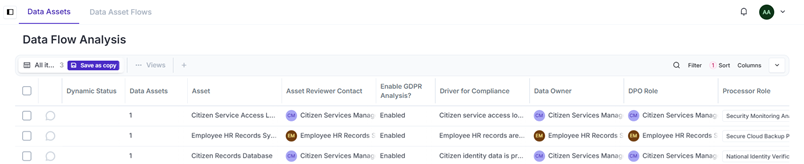 Data Assets Data Asset Flows AA
Data Flow Analysis
All it... 3 Save as copy ... Views + Filter 1 Sort Columns
Dynamic Status Data Assets Asset Asset Reviewer Contact Enable GDPR Analysis? Driver for Compliance Data Owner DPO Role Processor Role
1 Citizen Service Access L... CM Citizen Services Manag Enabled Citizen service access lo... CM Citizen Services Manag CM Citizen Services Manag Security Monitoring An
1 Employee HR Records Sy... EM Employee HR Records S Enabled Employee HR records are... EM Employee HR Records S EM Employee HR Records S Secure Cloud Backup P
1 Citizen Records Database CM Citizen Services Manag Enabled Citizen identity data is pr... CM Citizen Services Manag CM Citizen Services Manag National Identity Verific